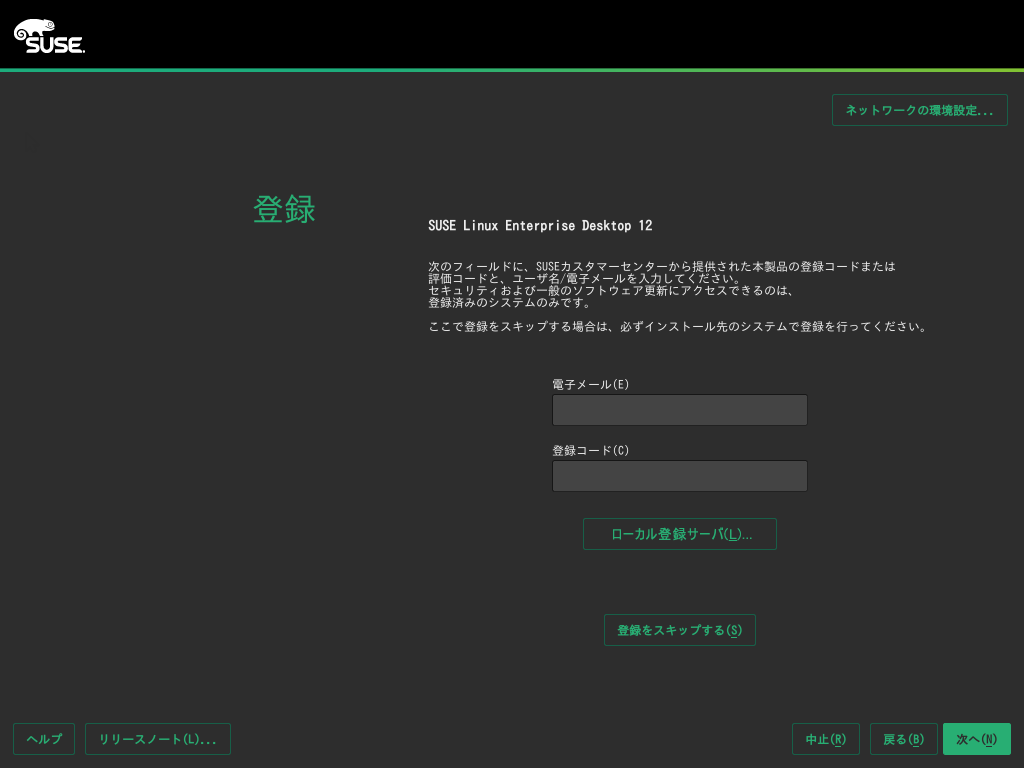 SUSE
ネットワークの環境設定...
登録
SUSE Linux Enterprise Desktop 12
次のフィールドに、SUSEカスタマーセンターから提供された本製品の登録コードまたは
評価コードと、ユーザ名/電子メールを入力してください。
セキュリティおよび一般のソフトウェア更新にアクセスできるのは、
登録済みのシステムのみです。
ここで登録をスキップする場合は、必ずインストール先のシステムで登録を行ってください。
電子メール(E)
登録コード(C)
ローカル登録サーバ(L)...
登録をスキップする(S)
ヘルプ
リリースノート(L)...
中止(R)
戻る(B)
次へ(N)